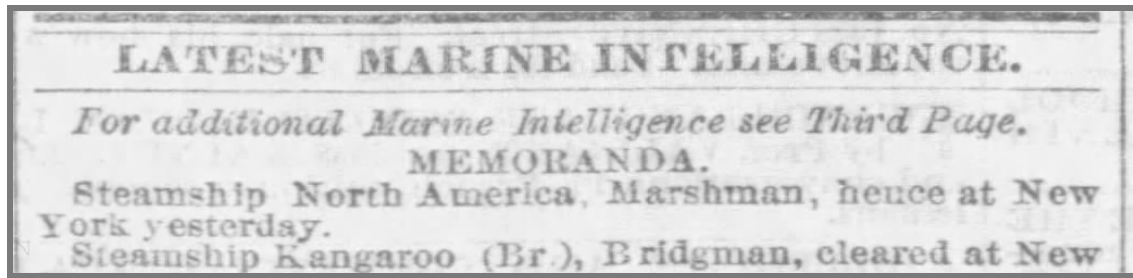 LATEST MARINE INTELLIGENCE.
For additional Marine Intelligence see Third Page.
MEMORANDA.
Steamship North America, Marshman, hence at New
York yesterday.
Steamship Kangaroo (Br.), Bridgman, cleared at New